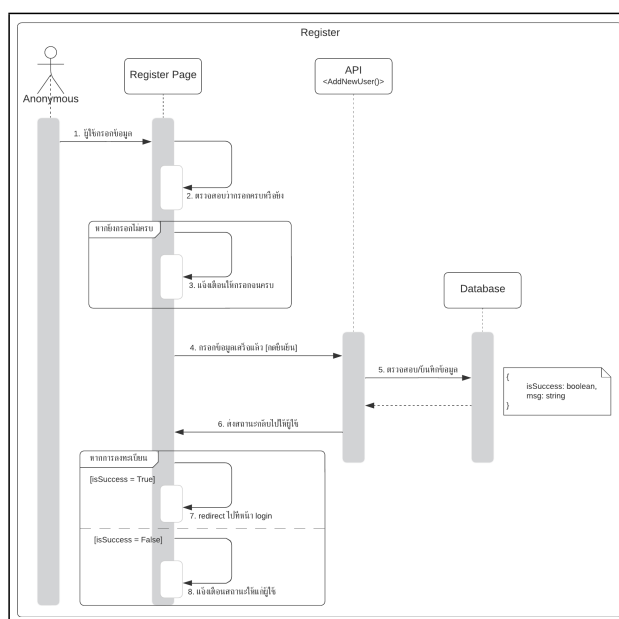 Register
Anonymous
Register Page
API
<AddNewUser()>
1. ผู้ใช้กรอกข้อมูล
2. ตรวจสอบว่ากรอกครบหรือยัง
หากยังกรอกไม่ครบ
3. แจ้งเตือนให้กรอกจนครบ
Database
4. กรอกข้อมูลเสร็จแล้ว [กดยืนยัน]
5. ตรวจสอบ/บันทึกข้อมูล
{
isSuccess: boolean,
msg: string
}
6. ส่งสถานะกลับไปให้ผู้ใช้
หากการลงทะเบียน
[isSuccess = True]
7. redirect ไปที่หน้า login
[isSuccess = False]
8. แจ้งเตือนสถานะให้แก่ผู้ใช้